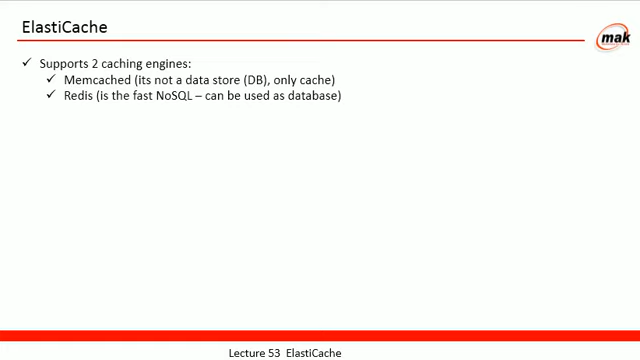 ElastiCache
mak
✓ Supports 2 caching engines:
✓ Memcached (its not a data store (DB), only cache)
✓ Redis (is the fast NoSQL – can be used as database)
Lecture 53 ElastiCache